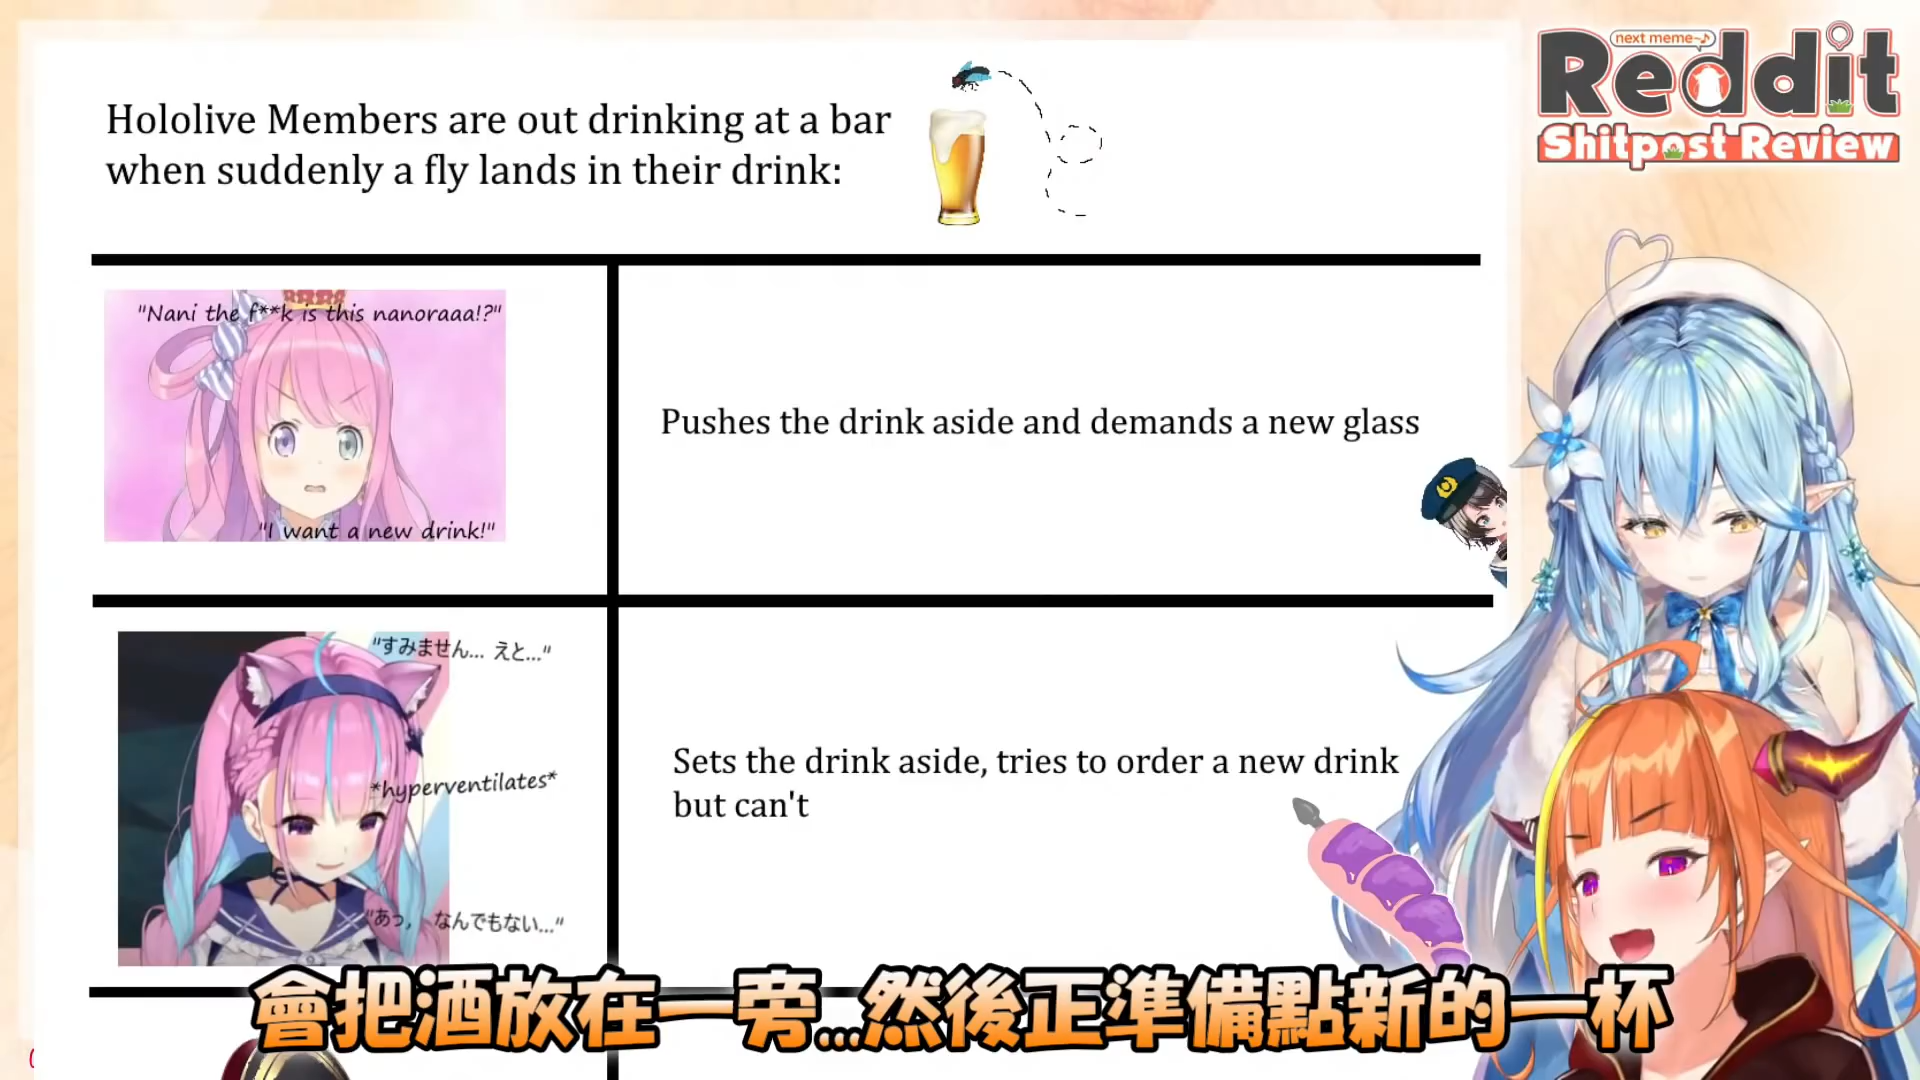 next meme~♪
Reddit
Shitpost Review
Hololive Members are out drinking at a bar
when suddenly a fly lands in their drink:
"Nani the f**k is this nanoraaa!?"
"I want a new drink!"
Pushes the drink aside and demands a new glass
"すみません... えと..."
*hyperventilates*
"あっ, なんでもない..."
Sets the drink aside, tries to order a new drink
but can't
會把酒放在一旁...然後正準備點新的一杯